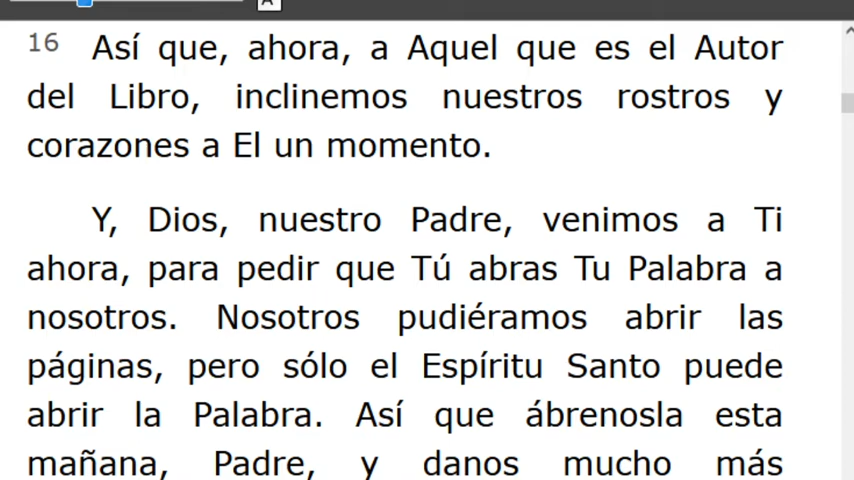 16 Así que, ahora, a Aquel que es el Autor
del Libro, inclinemos nuestros rostros y
corazones a El un momento.
Y, Dios, nuestro Padre, venimos a Ti
ahora, para pedir que Tú abras Tu Palabra a
nosotros. Nosotros pudiéramos abrir las
páginas, pero sólo el Espíritu Santo puede
abrir la Palabra. Así que ábrenosla esta
mañana, Padre, y danos mucho más